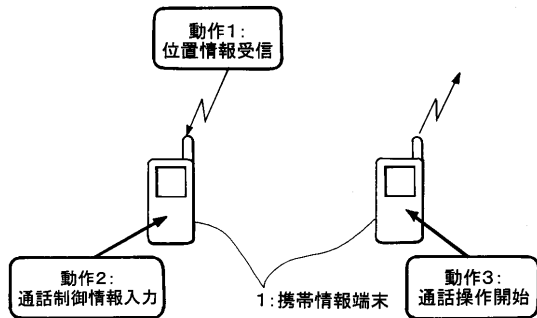 動作1:
位置情報受信
動作2:
通話制御情報入力
1:携帯情報端末
動作3:
通話操作開始